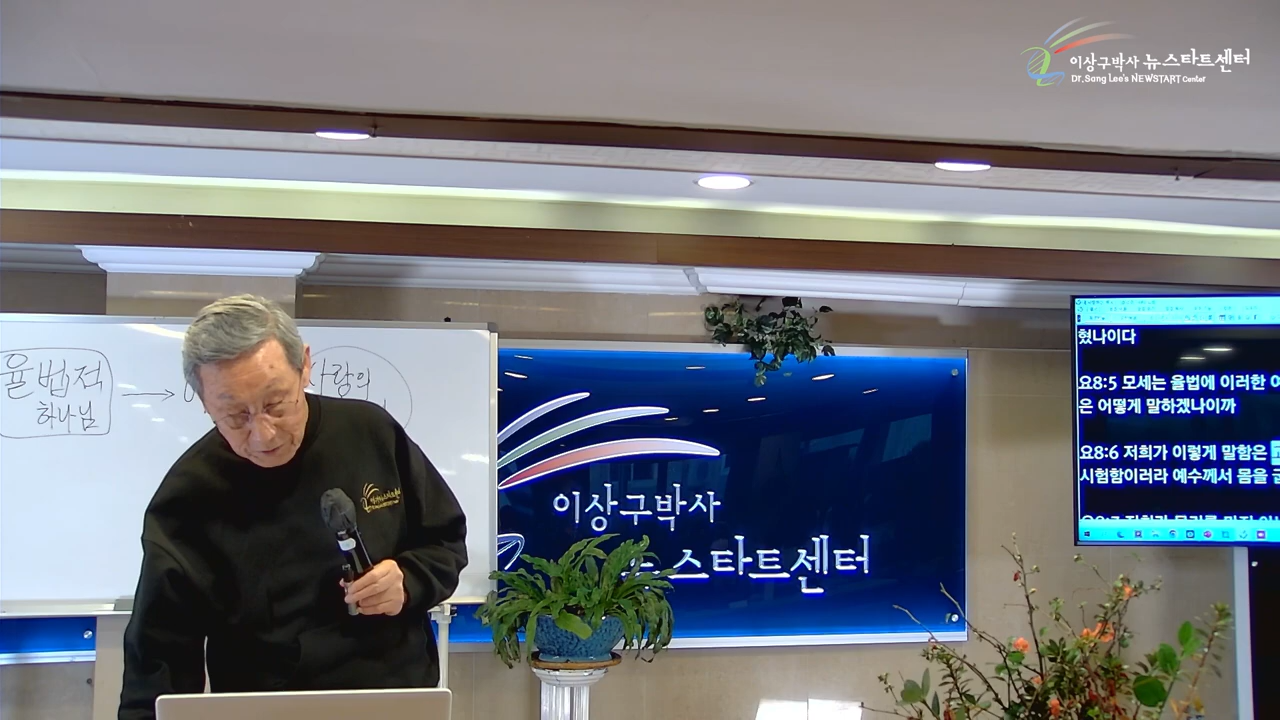 이상구박사 뉴스타트센터
Dr. Sang Lee's NEWSTART Center
율법적
하나님
사랑의
이상구박사
뉴스타트센터
혔나이다
요8:5 모세는 율법에 이러한
은 어떻게 말하겠나이까
요8:6 저희가 이렇게 말함은
시험함이러라 예수께서 몸을